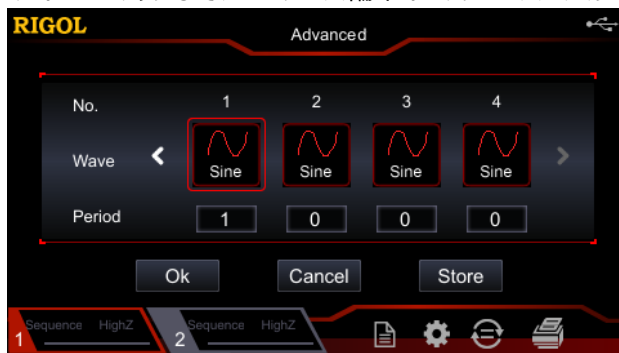 RIGOL
Advanced
No. 1 2 3 4
Wave Sine Sine Sine Sine
Period 1 0 0 0
Ok Cancel Store
1 Sequence HighZ 2 Sequence HighZ